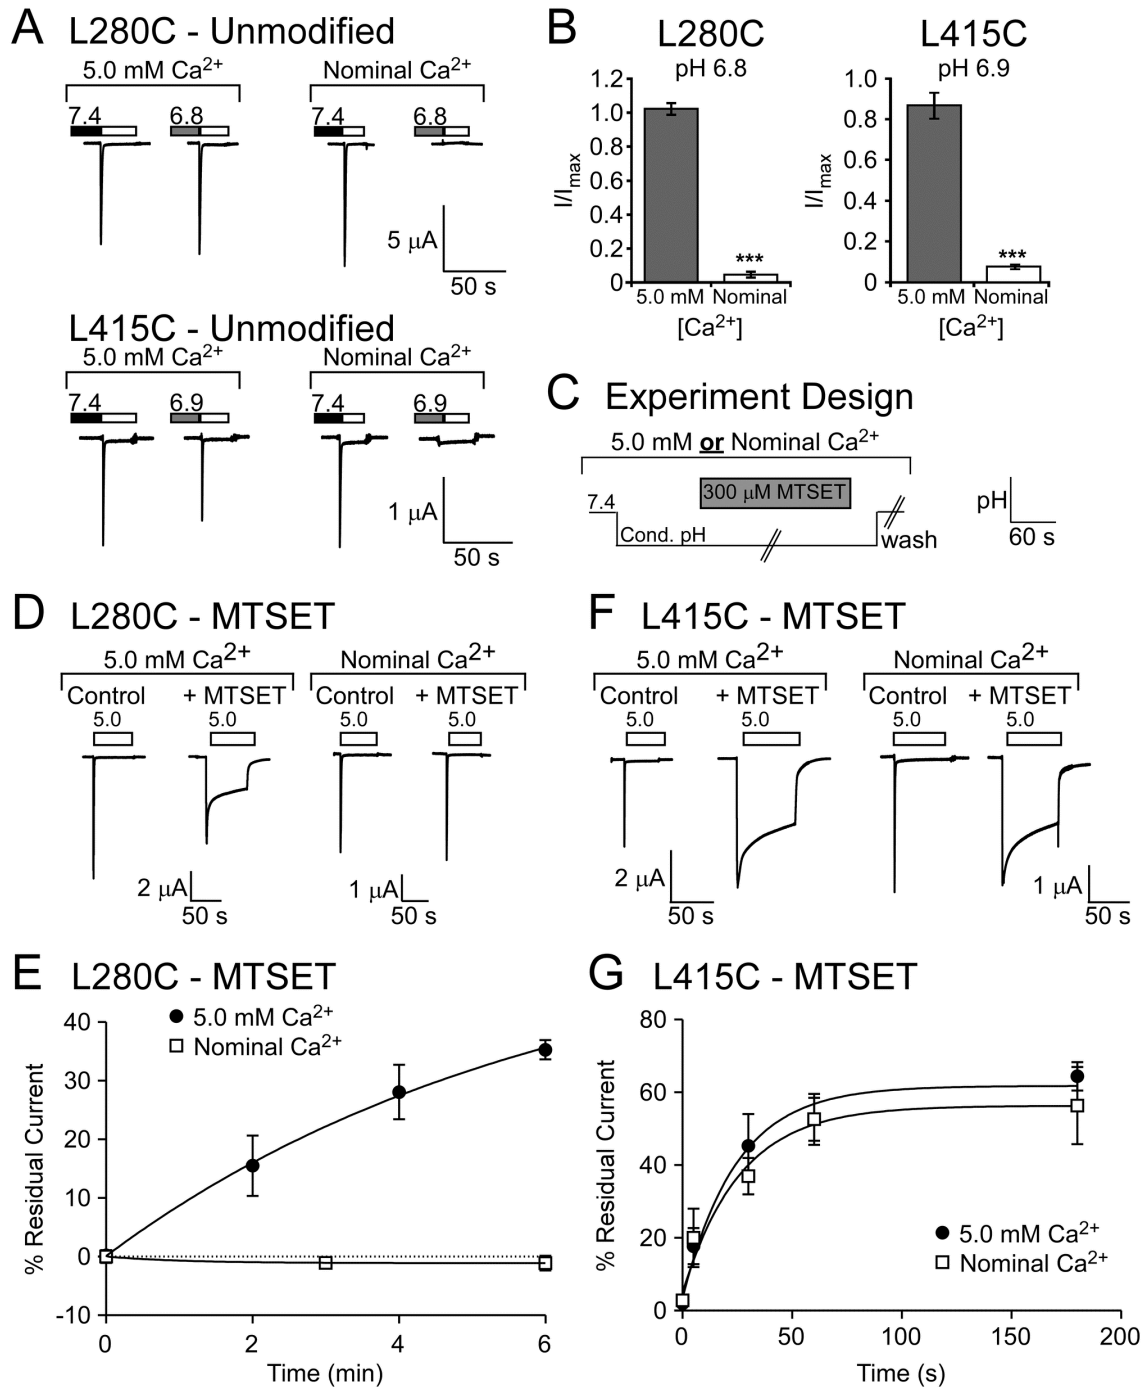 A L280C - Unmodified
5.0 mM Ca2+ Nominal Ca2+
7.4 6.8 7.4 6.8
5 μA
50 s
L415C - Unmodified
5.0 mM Ca2+ Nominal Ca2+
7.4 6.9 7.4 6.9
1 μA
50 s
B L280C L415C
pH 6.8 pH 6.9
I/Imax
1.2
1.0
0.8
0.6
0.4
0.2
0
***
5.0 mM Nominal
[Ca2+]
I/Imax
1.0
0.8
0.6
0.4
0.2
0
***
5.0 mM Nominal
[Ca2+]
C Experiment Design
5.0 mM or Nominal Ca2+
300 μM MTSET
7.4
Cond. pH
wash
pH
60 s
D L280C - MTSET
5.0 mM Ca2+ Nominal Ca2+
Control + MTSET Control + MTSET
5.0 5.0 5.0 5.0
2 μA
50 s
1 μA
50 s
F L415C - MTSET
5.0 mM Ca2+ Nominal Ca2+
Control + MTSET Control + MTSET
5.0 5.0 5.0 5.0
2 μA
50 s
1 μA
50 s
E L280C - MTSET
5.0 mM Ca2+
Nominal Ca2+
% Residual Current
40
30
20
10
0
-10
0 2 4 6
Time (min)
G L415C - MTSET
% Residual Current
80
60
40
20
0
5.0 mM Ca2+
Nominal Ca2+
0 50 100 150 200
Time (s)